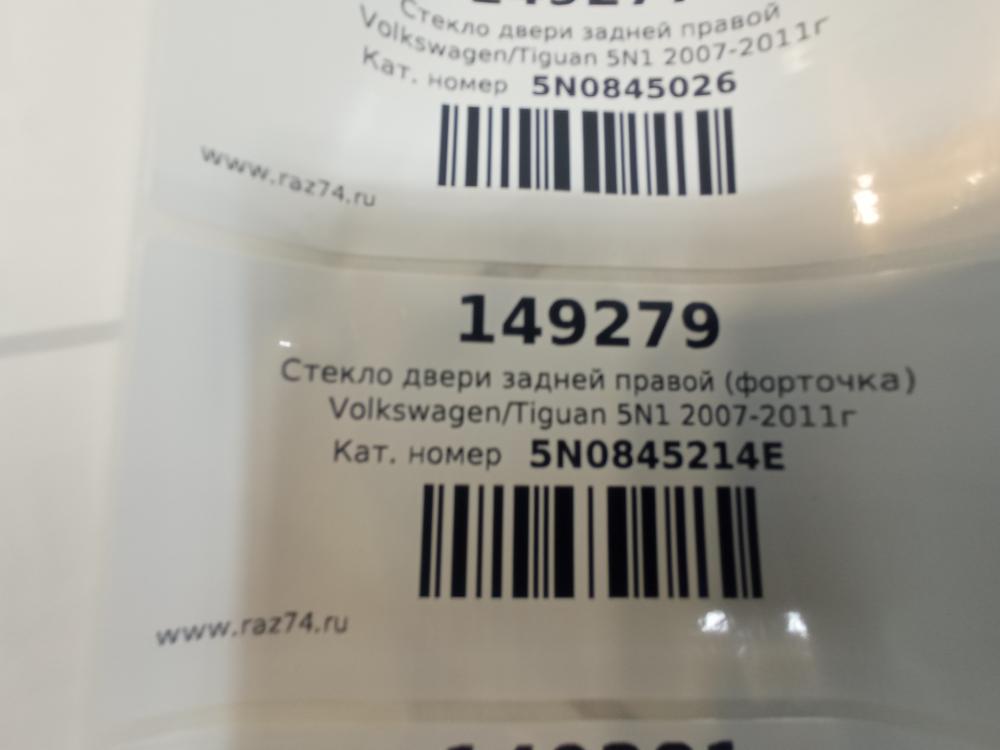 Стекло двери задней правой
Volkswagen/Tiguan 5N1 2007-2011г
Кат. номер 5N0845026
www.raz74.ru
149279
Стекло двери задней правой (форточка)
Volkswagen/Tiguan 5N1 2007-2011г
Кат. номер 5N0845214E
www.raz74.ru